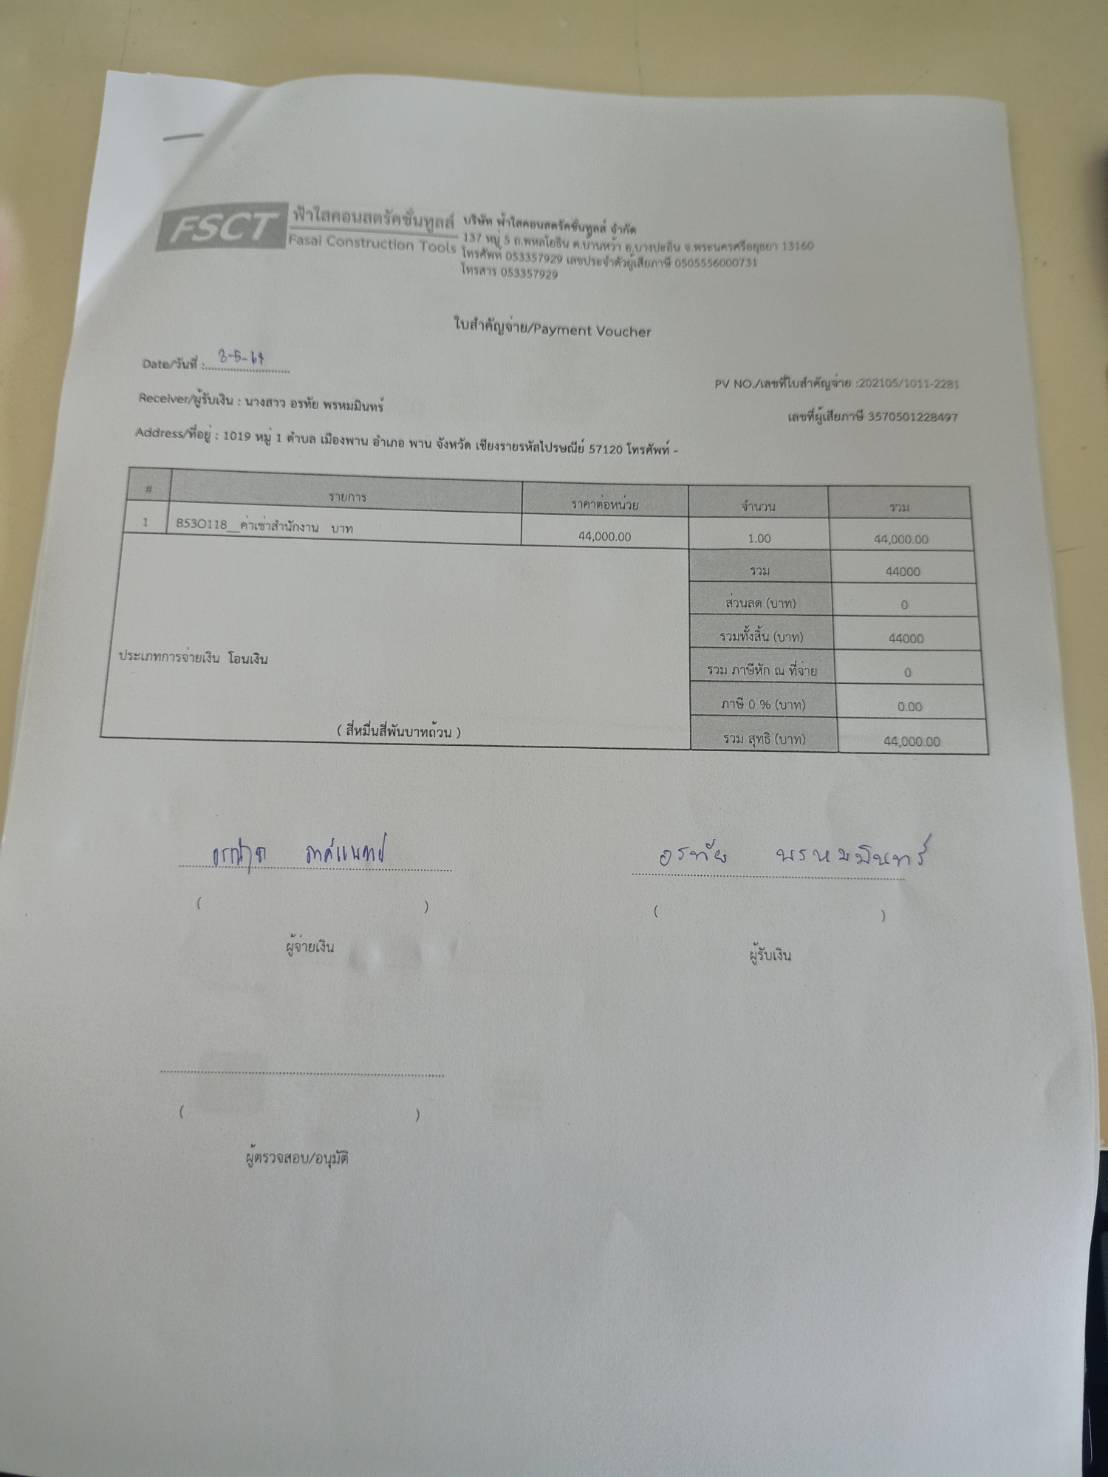 FSCT
ฟ้าใสคอนสตรัคชั่นทูลส์
Fasai Construction Tools
บริษัท ฟ้าใสคอนสตรัคชั่นทูลส์ จำกัด
137 หมู่ 5 ถ.พหลโยธิน ต.บ้านหว้า อ.บางปะอิน จ.พระนครศรีอยุธยา 13160
โทรศัพท์ 053357929 เลขประจำตัวผู้เสียภาษี 0505556000731
โทรสาร 053357929
ใบสำคัญจ่าย/Payment Voucher
Date/วันที่ : 3-5-64
PV NO./เลขที่ใบสำคัญจ่าย :202105/1011-2281
Receiver/ผู้รับเงิน : นางสาว อรทัย พรหมมินทร์
เลขที่ผู้เสียภาษี 3570501228497
Address/ที่อยู่ : 1019 หมู่ 1 ตำบล เมืองพาน อำเภอ พาน จังหวัด เชียงรายรหัสไปรษณีย์ 57120 โทรศัพท์ -
# รายการ ราคาต่อหน่วย จำนวน รวม
1 8530118__ค่าเช่าสำนักงาน บาท 44,000.00 1.00 44,000.00
รวม 44000
ส่วนลด (บาท) 0
รวมทั้งสิ้น (บาท) 44000
ประเภทการจ่ายเงิน โอนเงิน
รวม ภาษีหัก ณ ที่จ่าย 0
ภาษี 0 % (บาท) 0.00
( สี่หมื่นสี่พันบาทถ้วน )
รวม สุทธิ (บาท) 44,000.00
อรทัย พรหมมินทร์
( ) ( )
ผู้จ่ายเงิน ผู้รับเงิน
( )
ผู้ตรวจสอบ/อนุมัติ